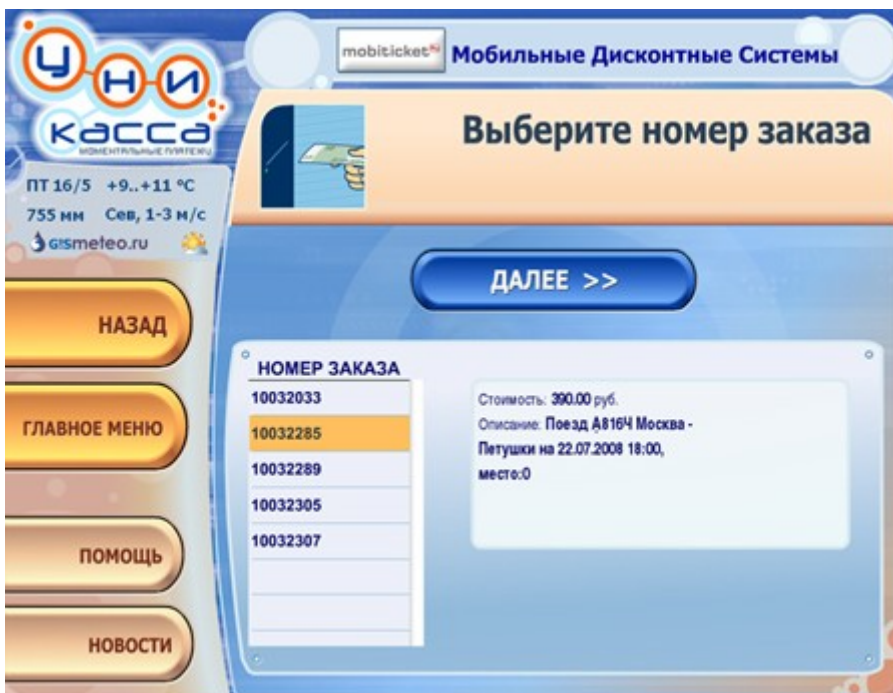 Уни
касса
МОМЕНТАЛЬНЫЕ ПЛАТЕЖИ
mobiticket
Мобильные Дисконтные Системы
Выберите номер заказа
ПТ 16/5 +9..+11 °C
755 мм Сев, 1-3 м/с
GISmeteo.ru
ДАЛЕЕ >>
НАЗАД
ГЛАВНОЕ МЕНЮ
ПОМОЩЬ
НОВОСТИ
НОМЕР ЗАКАЗА
10032033
10032285
10032289
10032305
10032307
Стоимость: 390.00 руб.
Описание: Поезд А816Ч Москва -
Петушки на 22.07.2008 18:00,
место:0